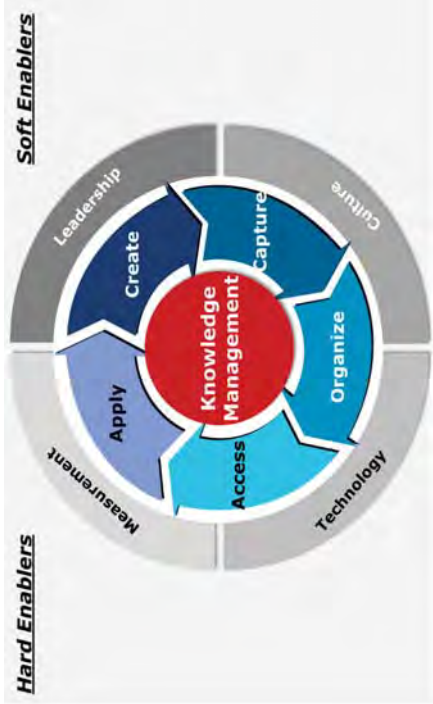 Hard Enablers
Soft Enablers
Measurement
Leadership
Apply
Create
Knowledge
Management
Access
Capture
Organize
Technology
Culture